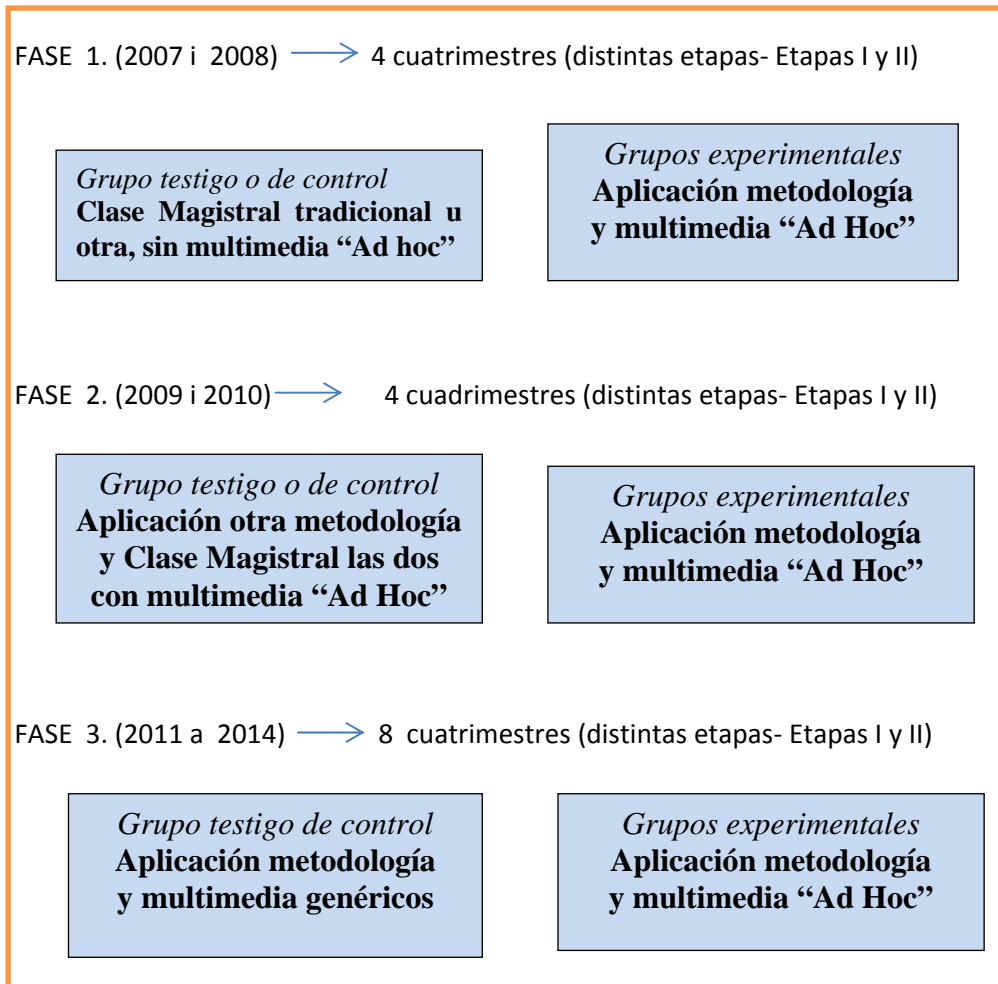 FASE 1. (2007 i 2008) 4 cuatrimestres (distintas etapas- Etapas I y II)
Grupo testigo o de control
Clase Magistral tradicional u
otra, sin multimedia “Ad hoc”
Grupos experimentales
Aplicación metodología
y multimedia “Ad Hoc”
FASE 2. (2009 i 2010) 4 cuadrimestres (distintas etapas- Etapas I y II)
Grupo testigo o de control
Aplicación otra metodología
y Clase Magistral las dos
con multimedia “Ad Hoc”
Grupos experimentales
Aplicación metodología
y multimedia “Ad Hoc”
FASE 3. (2011 a 2014) 8 cuatrimestres (distintas etapas- Etapas I y II)
Grupo testigo de control
Aplicación metodología
y multimedia genéricos
Grupos experimentales
Aplicación metodología
y multimedia “Ad Hoc”